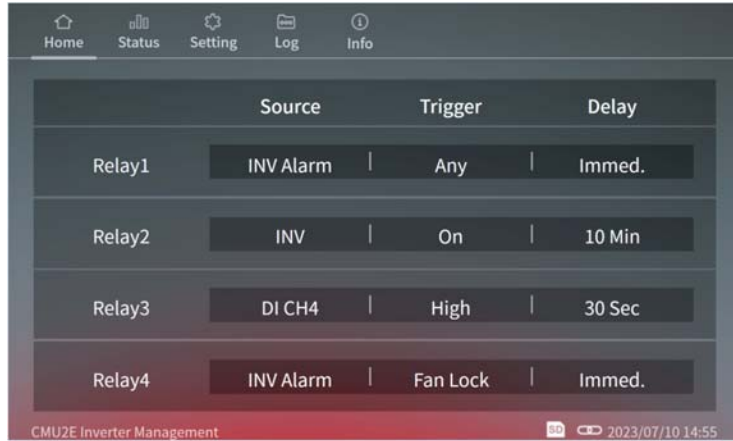 Home Status Setting Log Info
Source Trigger Delay
Relay1 INV Alarm | Any | Immed.
Relay2 INV | On | 10 Min
Relay3 DI CH4 | High | 30 Sec
Relay4 INV Alarm | Fan Lock | Immed.
CMU2E Inverter Management SD 2023/07/10 14:55